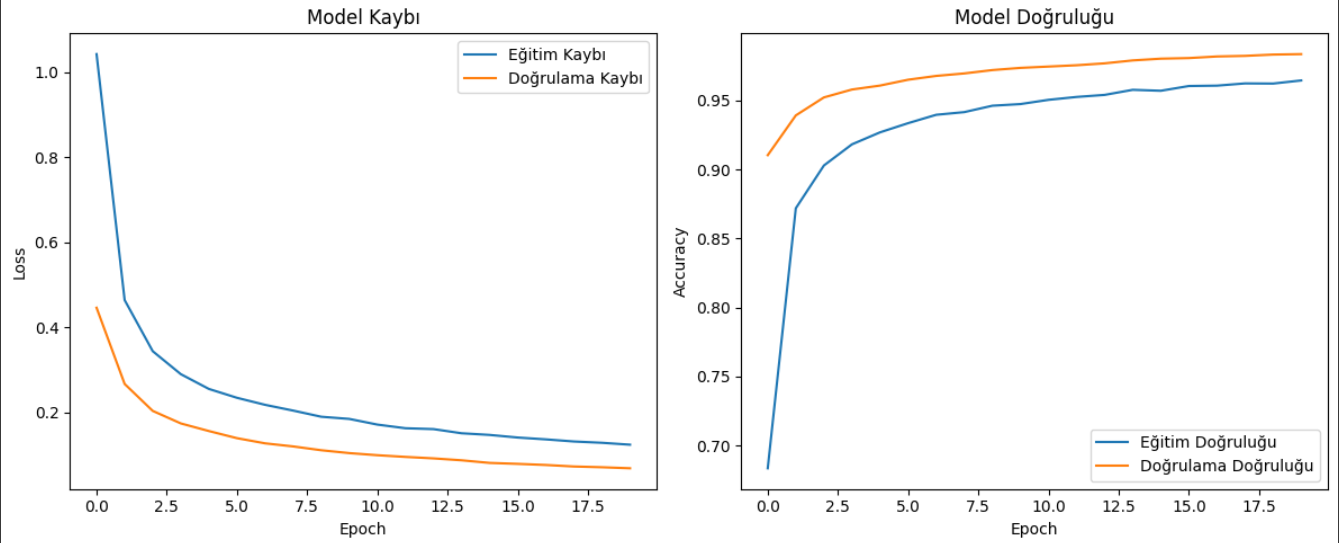 Model Kaybı
Eğitim Kaybı
Doğrulama Kaybı
1.0
0.8
0.6
0.4
0.2
Loss
0.0
2.5
5.0
7.5
10.0
12.5
15.0
17.5
Epoch
Model Doğruluğu
0.95
0.90
0.85
0.80
0.75
0.70
Accuracy
Eğitim Doğruluğu
Doğrulama Doğruluğu
0.0
2.5
5.0
7.5
10.0
12.5
15.0
17.5
Epoch